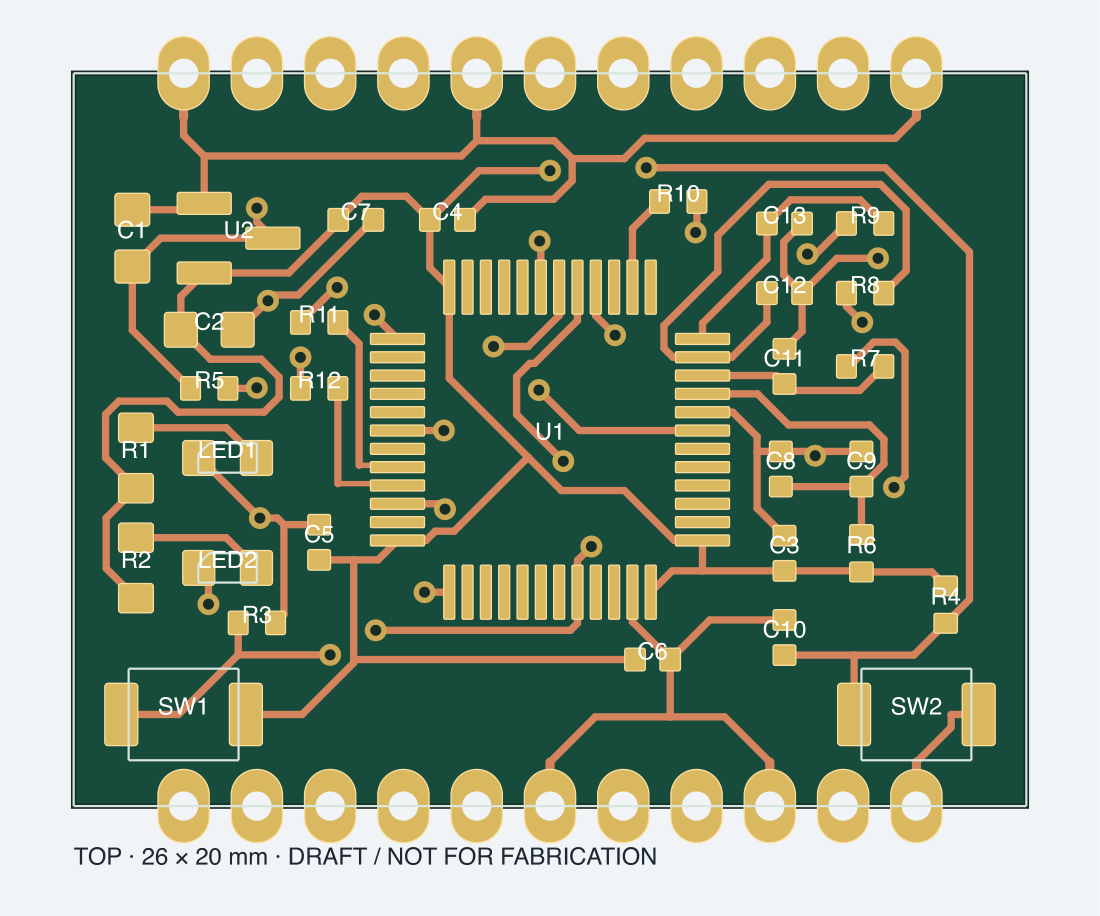 R10
C1
U2
C7
C4
C13
R9
C12
R8
C2
R11
C11
R7
R5
R12
U1
R1
LED1
C8
C9
C5
R2
LED2
C3
R6
R4
R3
C10
C6
SW1
SW2
TOP · 26 × 20 mm · DRAFT / NOT FOR FABRICATION